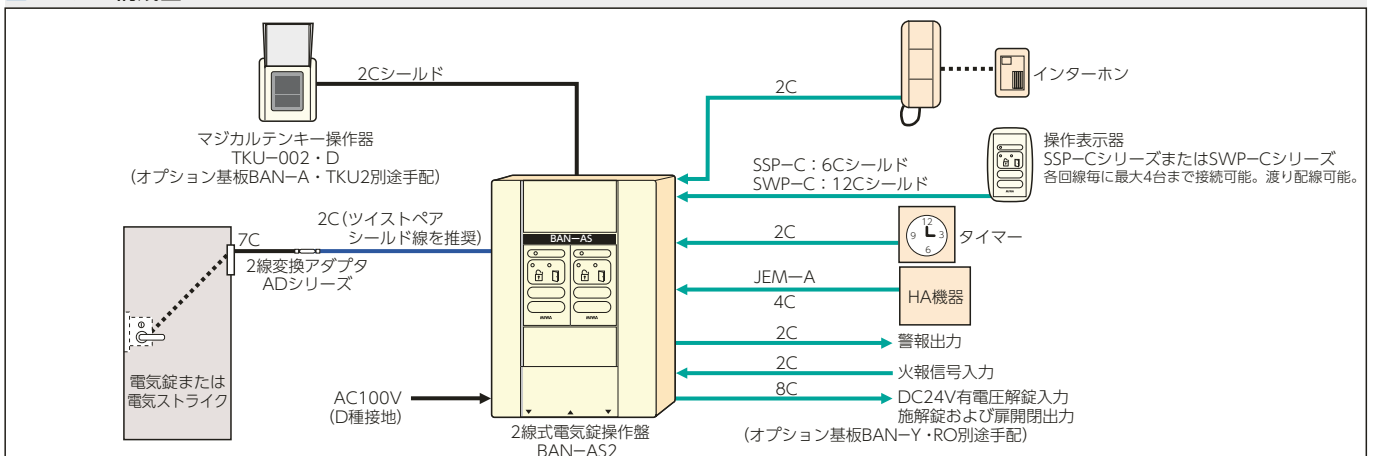 2Cシールド
マジカルテンキー操作器
TKU−002・D
(オプション基板BAN−A・TKU2別途手配)
2C
インターホン
操作表示器
SSP−CシリーズまたはSWP−Cシリーズ
各回線毎に最大4台まで接続可能。渡り配線可能。
SSP−C：6Cシールド
SWP−C：12Cシールド
2C(ツイストペア
シールド線を推奨)
7C
2線変換アダプタ
ADシリーズ
BAN−AS
2C
12
9
3
6
タイマー
JEM−A
4C
HA機器
2C
警報出力
2C
火報信号入力
8C
DC24V有電圧解錠入力
施解錠および扉開閉出力
(オプション基板BAN−Y・RO別途手配)
電気錠または
電気ストライク
AC100V
(D種接地)
2線式電気錠操作盤
BAN−AS2